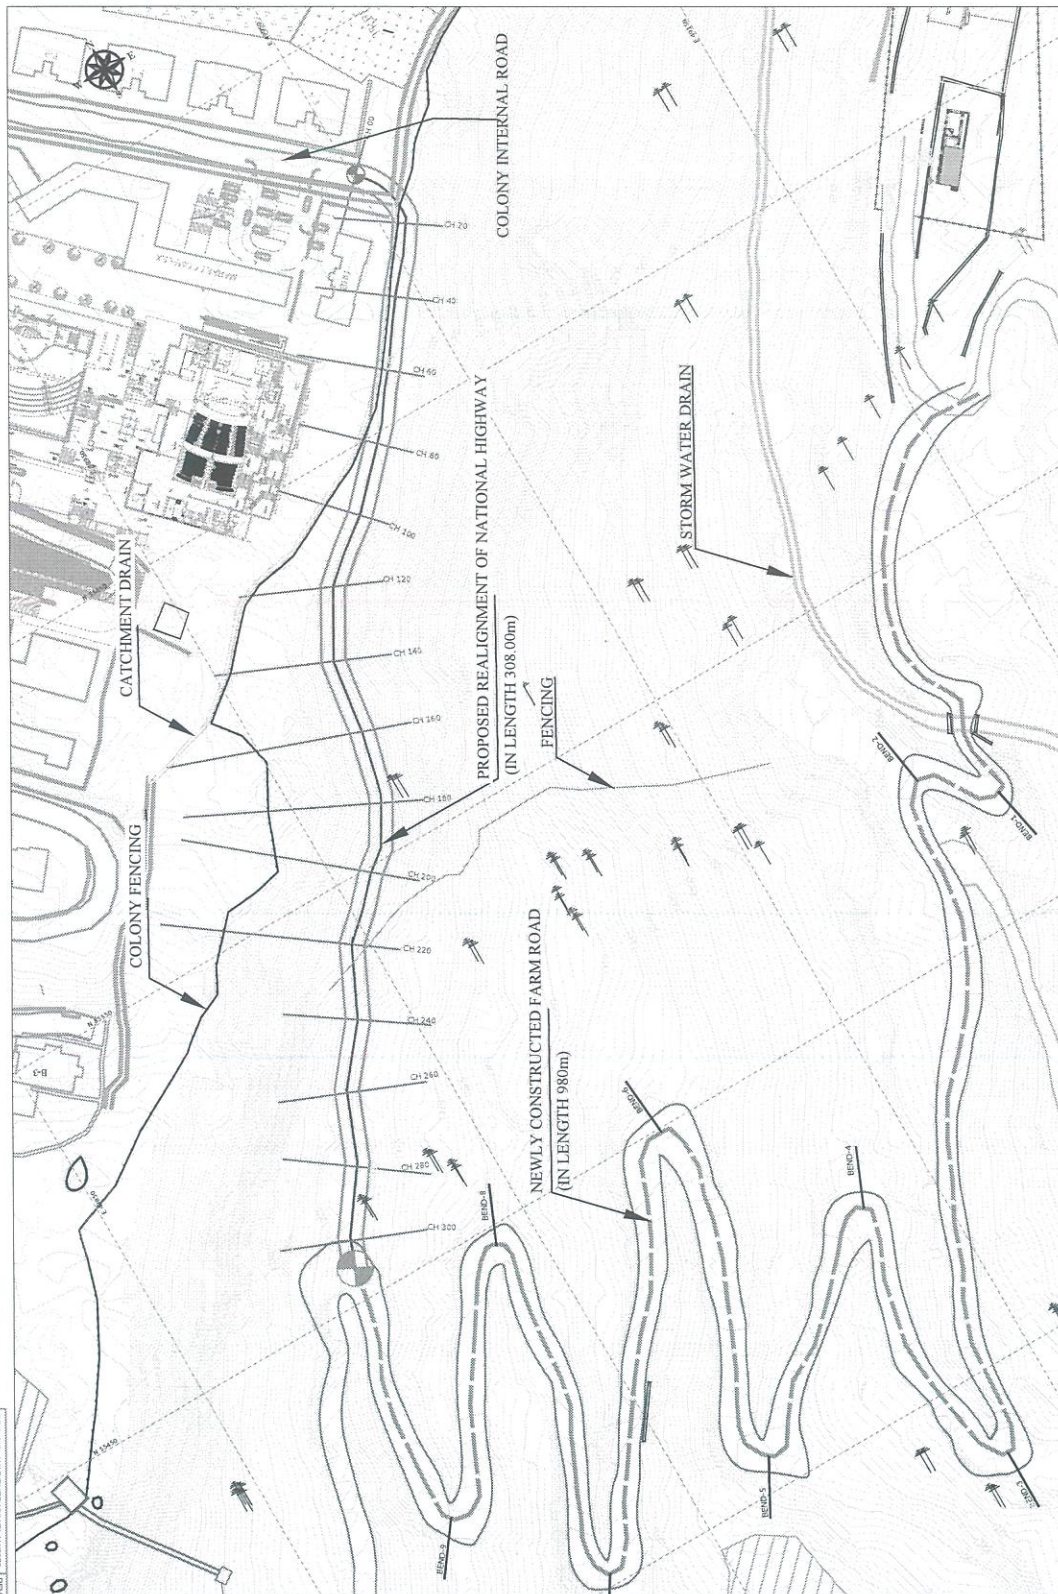 E
COLONY INTERNAL ROAD
CH 00
CH 20
CH 40
CH 60
CH 80
CH 100
CH 120
CH 140
CH 160
CH 180
CH 200
CH 220
CH 240
CH 260
CH 280
CH 300
CATCHMENT DRAIN
COLONY FENCING
PROPOSED REALIGNMENT OF NATIONAL HIGHWAY
(IN LENGTH 308.00m)
FENCING
STORM WATER DRAIN
NEWLY CONSTRUCTED FARM ROAD
(IN LENGTH 980m)
B-3
BEND-1
BEND-2
BEND-3
BEND-4
BEND-5
BEND-6
BEND-8
BEND-9